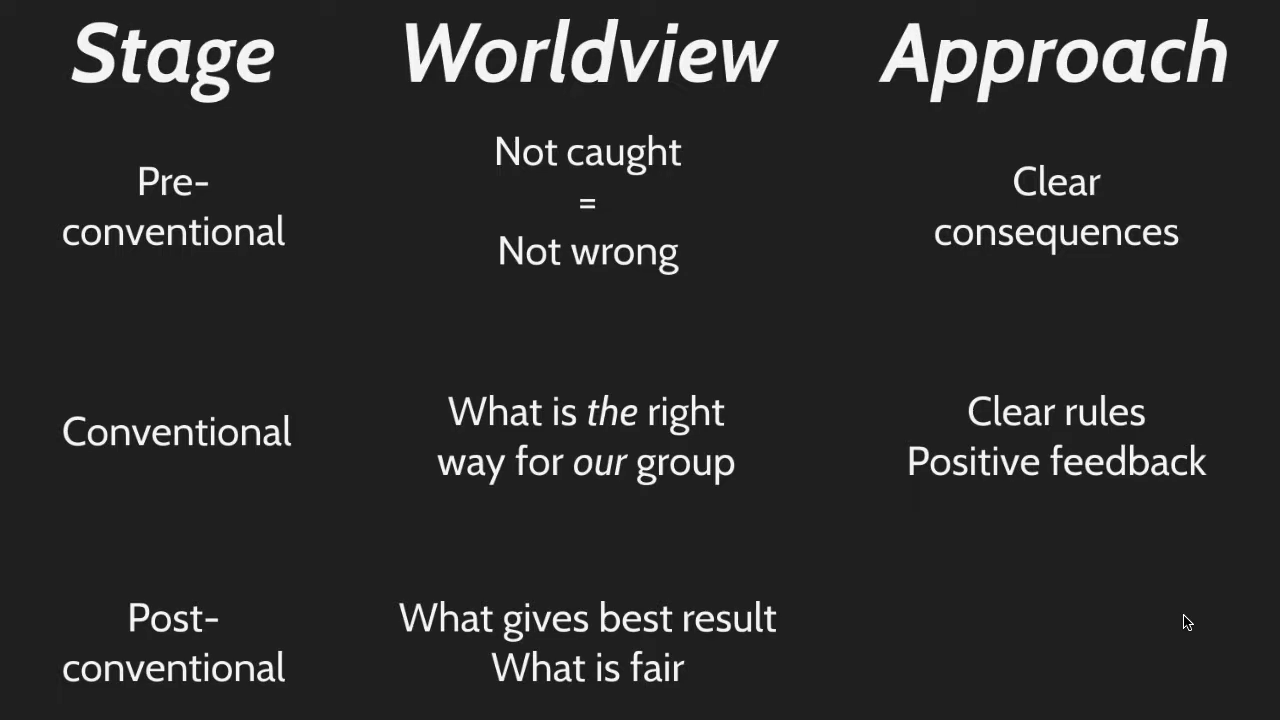 Stage Worldview Approach
Pre-
conventional
Not caught
=
Not wrong
Clear
consequences
Conventional
What is the right
way for our group
Clear rules
Positive feedback
Post-
conventional
What gives best result
What is fair